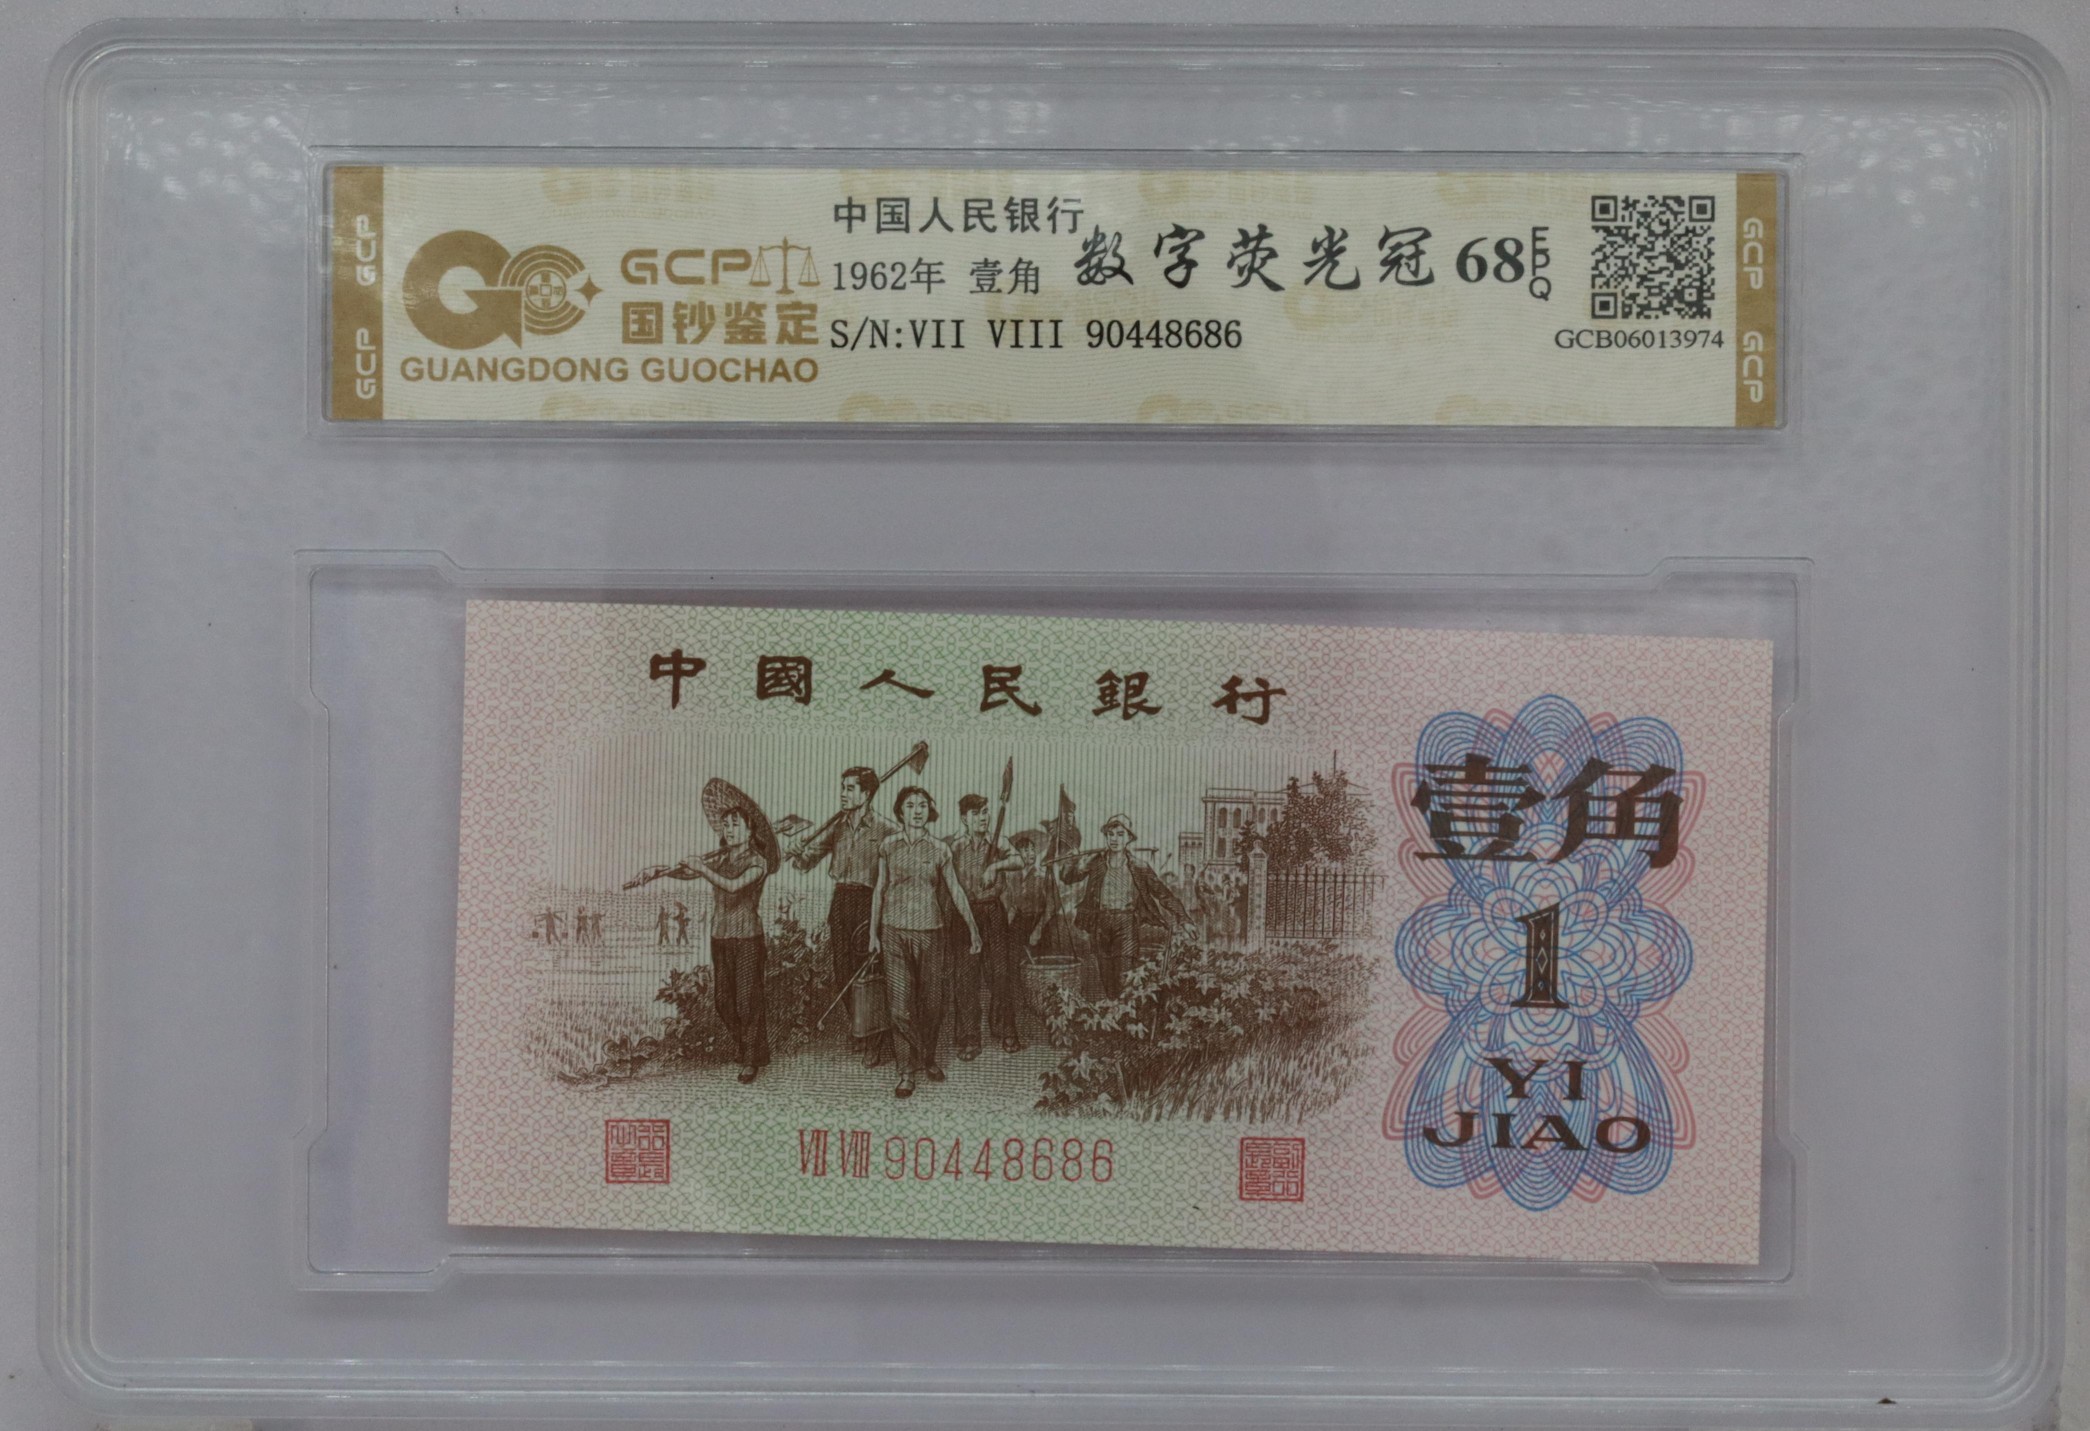 中国人民银行
GCP
1962年 壹角
数字荧光冠 68 EPQ
国钞鉴定
S/N:VII VIII 90448686
GCB06013974
GUANGDONG GUOCHAO
GCP
GCP
GCP
GCP
中國人民銀行
壹角
1
YI
JIAO
VII VIII 90448686